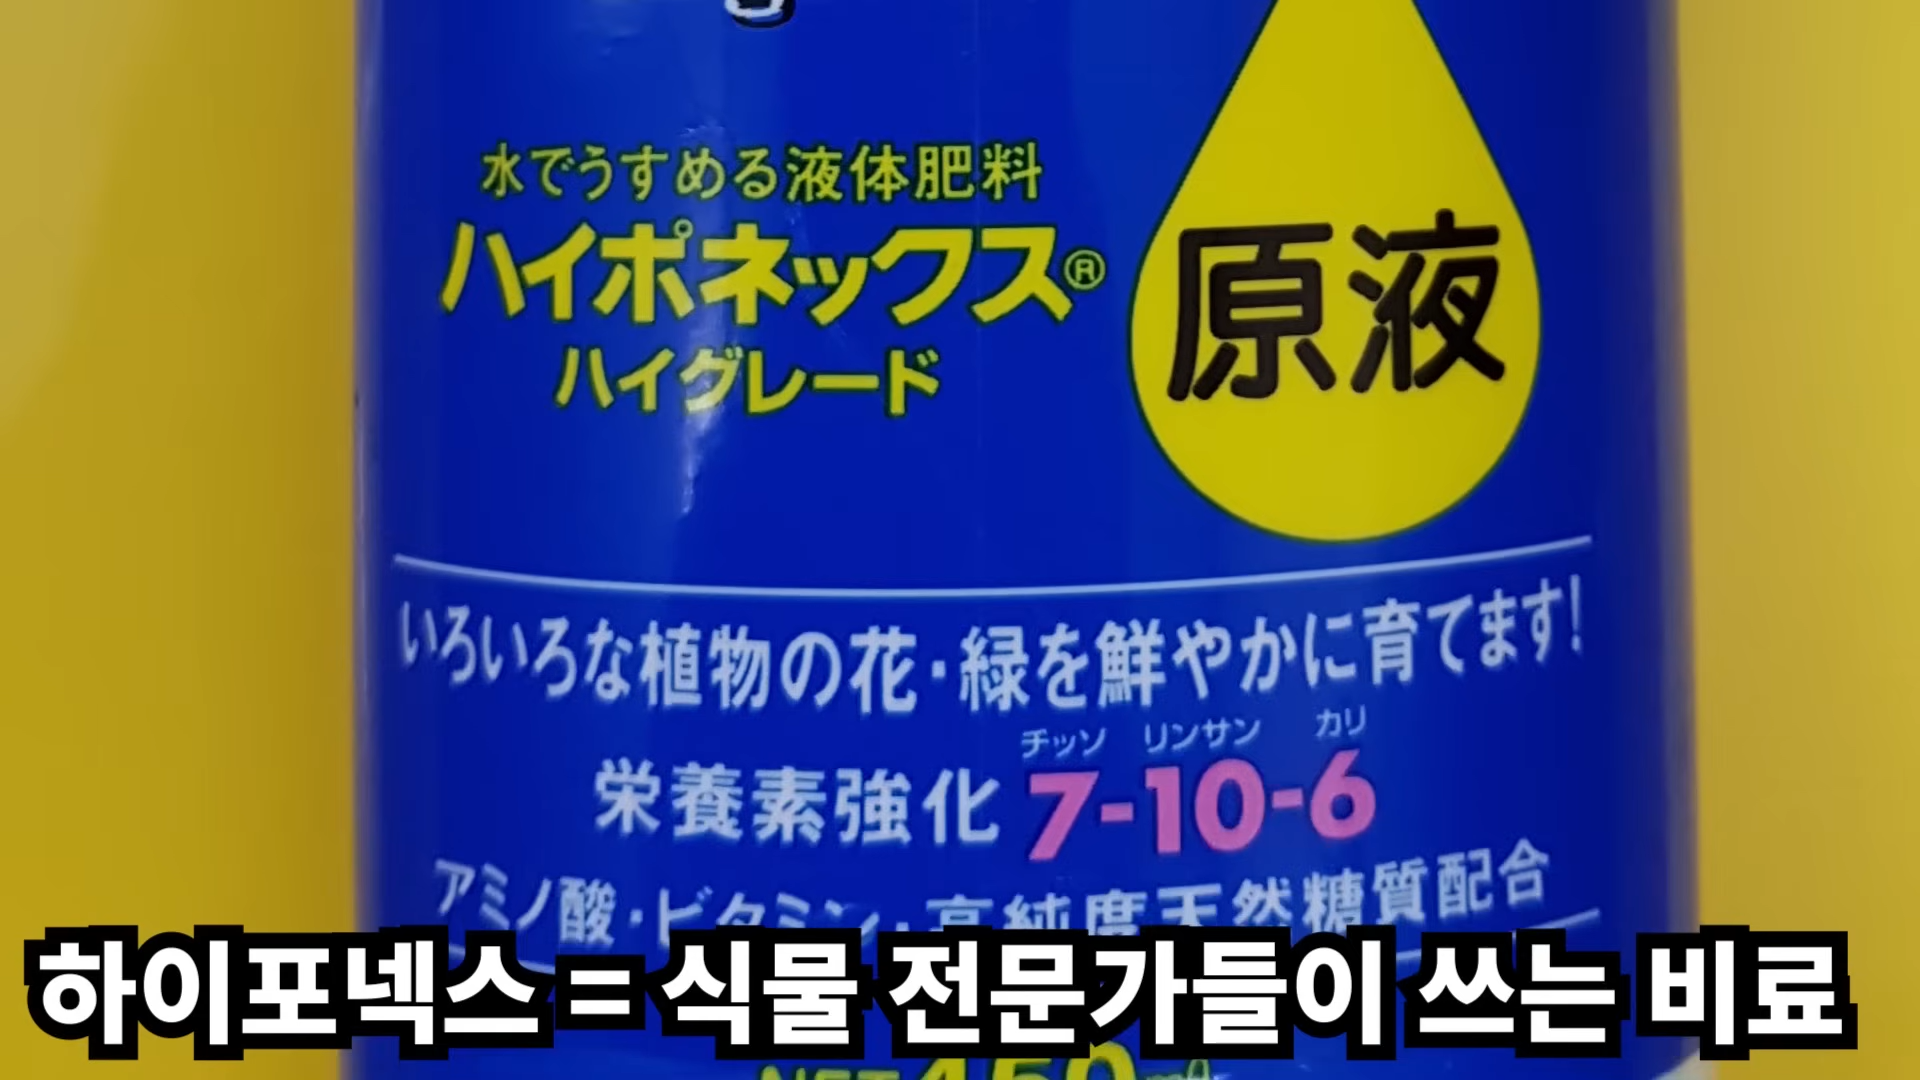 水でうすめる液体肥料
ハイポネックス®
ハイグレード
原液
いろいろな植物の花・緑を鮮やかに育てます!
チッソ リンサン カリ
栄養素強化 7-10-6
アミノ酸・ビタミン・高純度天然糖質配合
하이포넥스 = 식물 전문가들이 쓰는 비료
NET 450ml